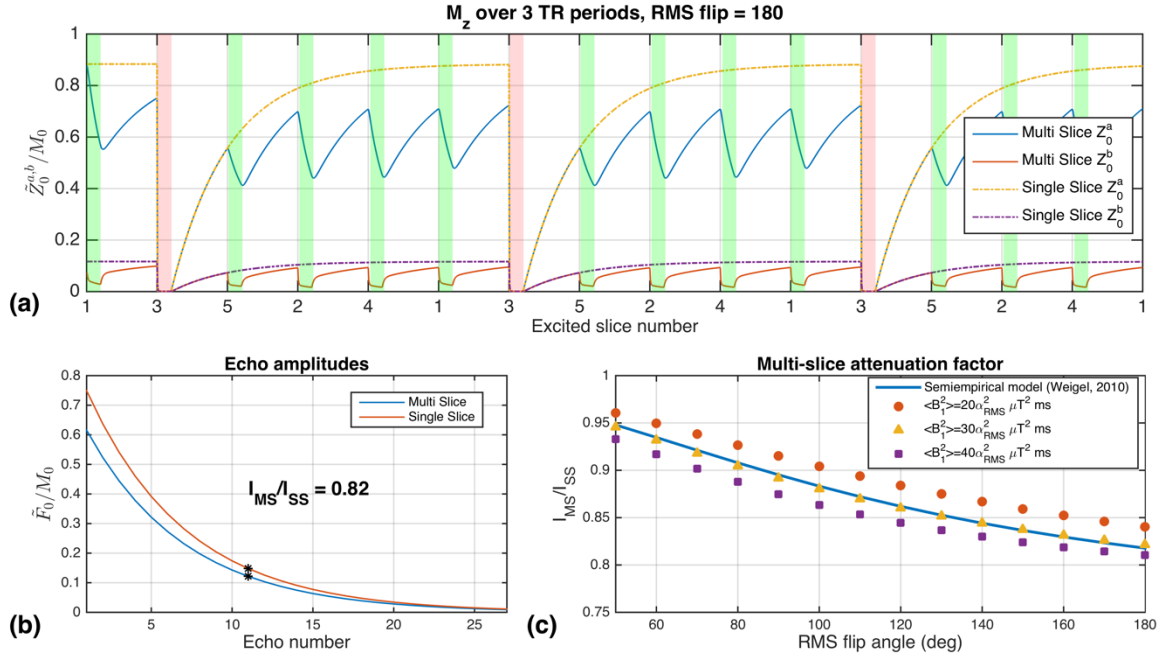 M_z over 3 TR periods, RMS flip = 180
1
0.8
0.6
0.4
0.2
0
Z̃_0^{a,b}/M_0
Multi Slice Z_0^a
Multi Slice Z_0^b
Single Slice Z_0^a
Single Slice Z_0^b
1 3 5 2 4 1 3 5 2 4 1 3 5 2 4 1
(a)
Excited slice number
Echo amplitudes
0.8
0.7
0.6
0.5
0.4
0.3
0.2
0.1
0
F̃_0/M_0
Multi Slice
Single Slice
I_MS/I_SS = 0.82
5 10 15 20 25
(b)
Echo number
Multi-slice attenuation factor
1
0.95
0.9
0.85
0.8
0.75
I_MS/I_SS
Semiempirical model (Weigel, 2010)
<B_1^2>=20α_RMS^2 μT^2 ms
<B_1^2>=30α_RMS^2 μT^2 ms
<B_1^2>=40α_RMS^2 μT^2 ms
60 80 100 120 140 160 180
(c)
RMS flip angle (deg)